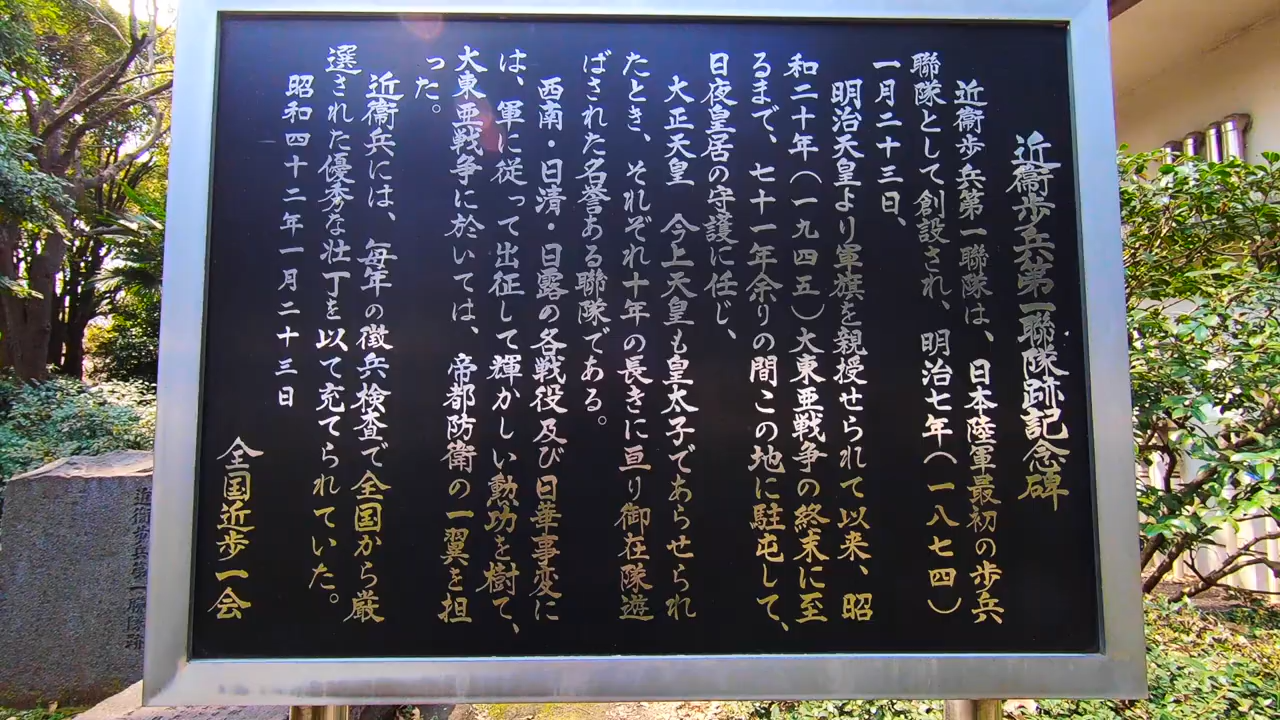 近衞歩兵第一聯隊跡記念碑
近衞歩兵第一聯隊は、日本陸軍最初の歩兵
聯隊として創設され、明治七年（一八七四）
一月二十三日、
明治天皇より軍旗を親授せられて以来、昭
和二十年（一九四五）大東亜戦争の終末に至
るまで、七十一年余りの間この地に駐屯して、
日夜皇居の守護に任じ、
大正天皇　今上天皇も皇太子であらせられ
たとき、それぞれ十年の長きに亘り御在隊遊
ばされた名誉ある聯隊である。
西南・日清・日露の各戦役及び日華事変に
は、軍に従って出征して輝かしい勲功を樹て、
大東亜戦争に於いては、帝都防衛の一翼を担
った。
近衞兵には、毎年の徴兵検査で全国から厳
選された優秀な壮丁を以て充てられていた。
昭和四十二年一月二十三日
全国近歩一会
近衞歩兵第一聯隊跡